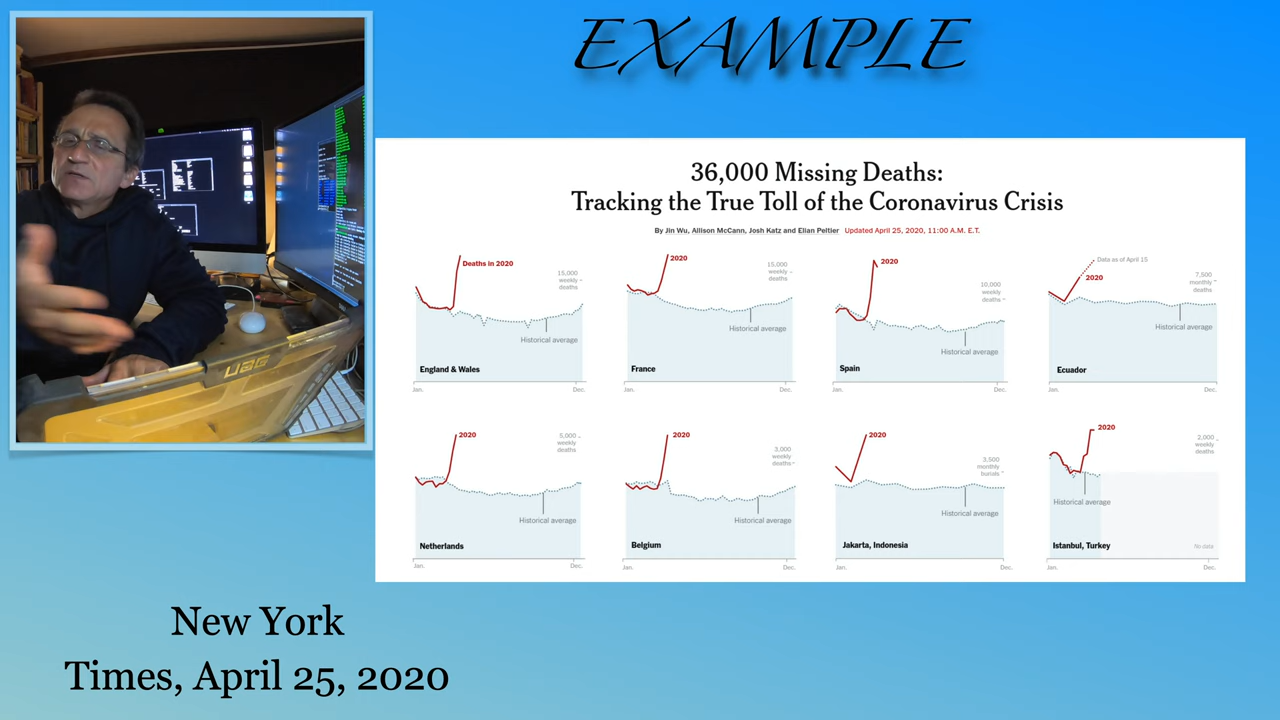 EXAMPLE
36,000 Missing Deaths:
Tracking the True Toll of the Coronavirus Crisis
By Jin Wu, Allison McCann, Josh Katz and Elian Peltier Updated April 25, 2020, 11:00 A.M. E.T.
Deaths in 2020
15,000
weekly
deaths
Historical average
England & Wales
Jan.
Dec.
2020
15,000
weekly
deaths
Historical average
France
Jan.
Dec.
2020
10,000
weekly
deaths
Historical average
Spain
Jan.
Dec.
Data as of April 15
2020
7,500
monthly
deaths
Historical average
Ecuador
Jan.
Dec.
2020
5,000
weekly
deaths
Historical average
Netherlands
Jan.
Dec.
2020
3,000
weekly
deaths
Historical average
Belgium
Jan.
Dec.
2020
3,500
monthly
burials
Historical average
Jakarta, Indonesia
Jan.
Dec.
2020
2,000
weekly
deaths
Historical average
Istanbul, Turkey
No data
Jan.
Dec.
UAG
New York
Times, April 25, 2020